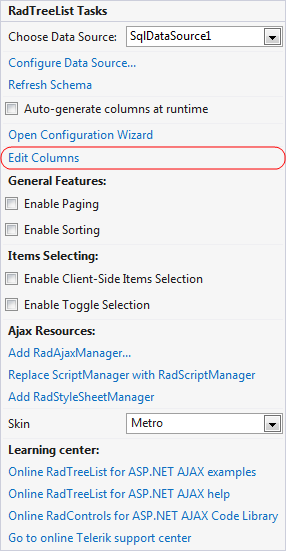 RadTreeList Tasks
Choose Data Source: SqlDataSource1
Configure Data Source...
Refresh Schema
Auto-generate columns at runtime
Open Configuration Wizard
Edit Columns
General Features:
Enable Paging
Enable Sorting
Items Selecting:
Enable Client-Side Items Selection
Enable Toggle Selection
Ajax Resources:
Add RadAjaxManager...
Replace ScriptManager with RadScriptManager
Add RadStyleSheetManager
Skin Metro
Learning center:
Online RadTreeList for ASP.NET AJAX examples
Online RadTreeList for ASP.NET AJAX help
Online RadControls for ASP.NET AJAX Code Library
Go to online Telerik support center